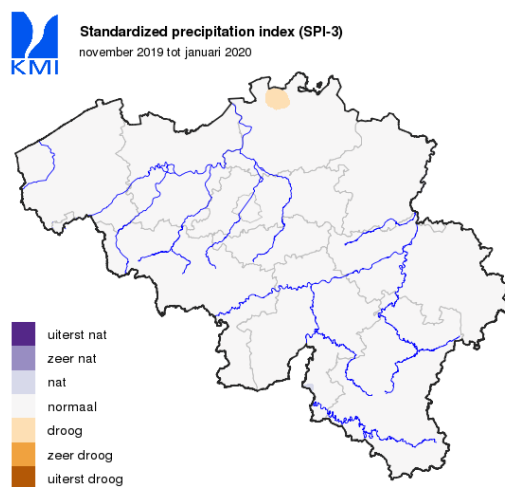 Standardized precipitation index (SPI-3)
november 2019 tot januari 2020
KMI
uiterst nat
zeer nat
nat
normaal
droog
zeer droog
uiterst droog